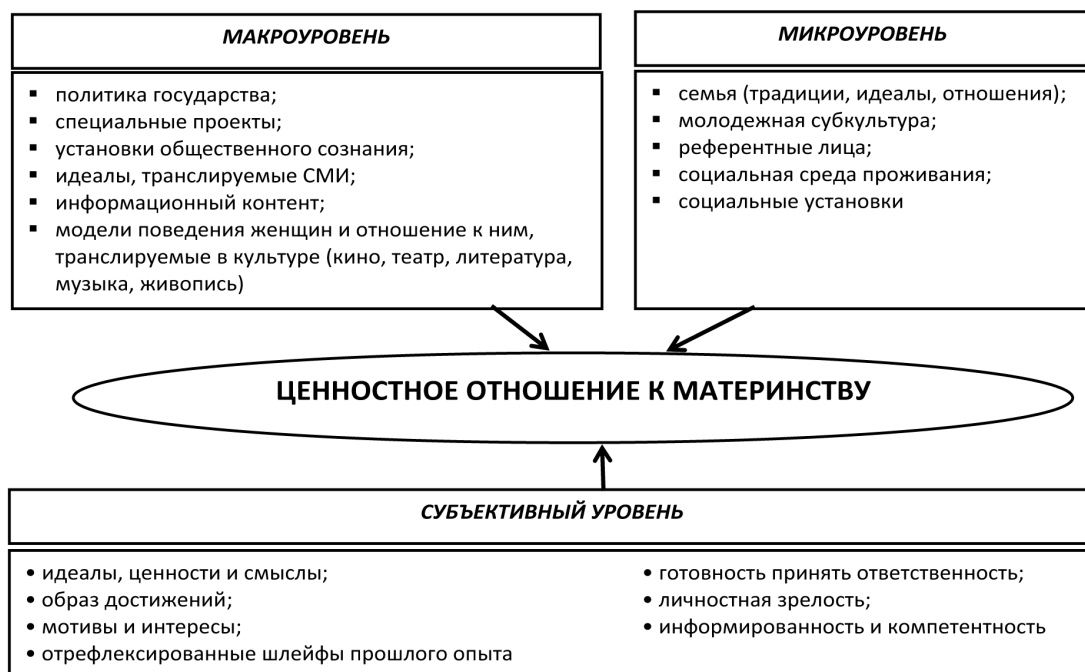 МАКРОУРОВЕНЬ
▪ политика государства;
▪ специальные проекты;
▪ установки общественного сознания;
▪ идеалы, транслируемые СМИ;
▪ информационный контент;
▪ модели поведения женщин и отношение к ним,
транслируемые в культуре (кино, театр, литература,
музыка, живопись)
МИКРОУРОВЕНЬ
▪ семья (традиции, идеалы, отношения);
▪ молодежная субкультура;
▪ референтные лица;
▪ социальная среда проживания;
▪ социальные установки
ЦЕННОСТНОЕ ОТНОШЕНИЕ К МАТЕРИНСТВУ
СУБЪЕКТИВНЫЙ УРОВЕНЬ
• идеалы, ценности и смыслы;
• образ достижений;
• мотивы и интересы;
• отрефлексированные шлейфы прошлого опыта
• готовность принять ответственность;
• личностная зрелость;
• информированность и компетентность